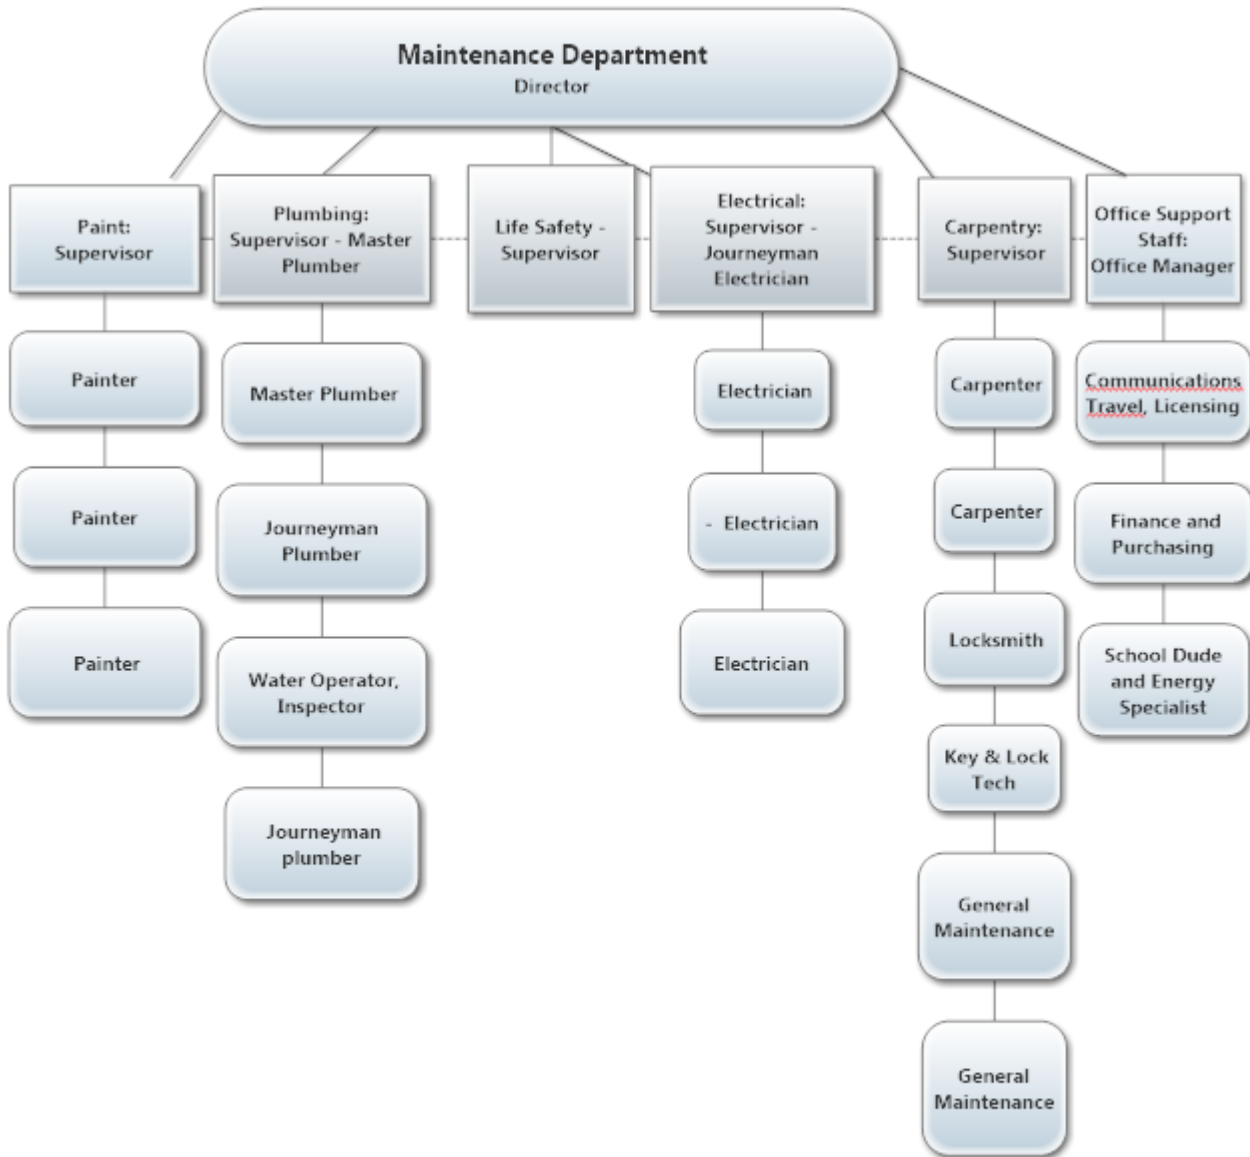 Maintenance Department
Director
Paint:
Supervisor
Plumbing:
Supervisor - Master
Plumber
Life Safety -
Supervisor
Electrical:
Supervisor -
Journeyman
Electrician
Carpentry:
Supervisor
Office Support
Staff:
Office Manager
Painter
Painter
Painter
Master Plumber
Journeyman
Plumber
Water Operator,
Inspector
Journeyman
plumber
Electrician
- Electrician
Electrician
Carpenter
Carpenter
Locksmith
Key & Lock
Tech
General
Maintenance
General
Maintenance
Communications
Travel, Licensing
Finance and
Purchasing
School Dude
and Energy
Specialist